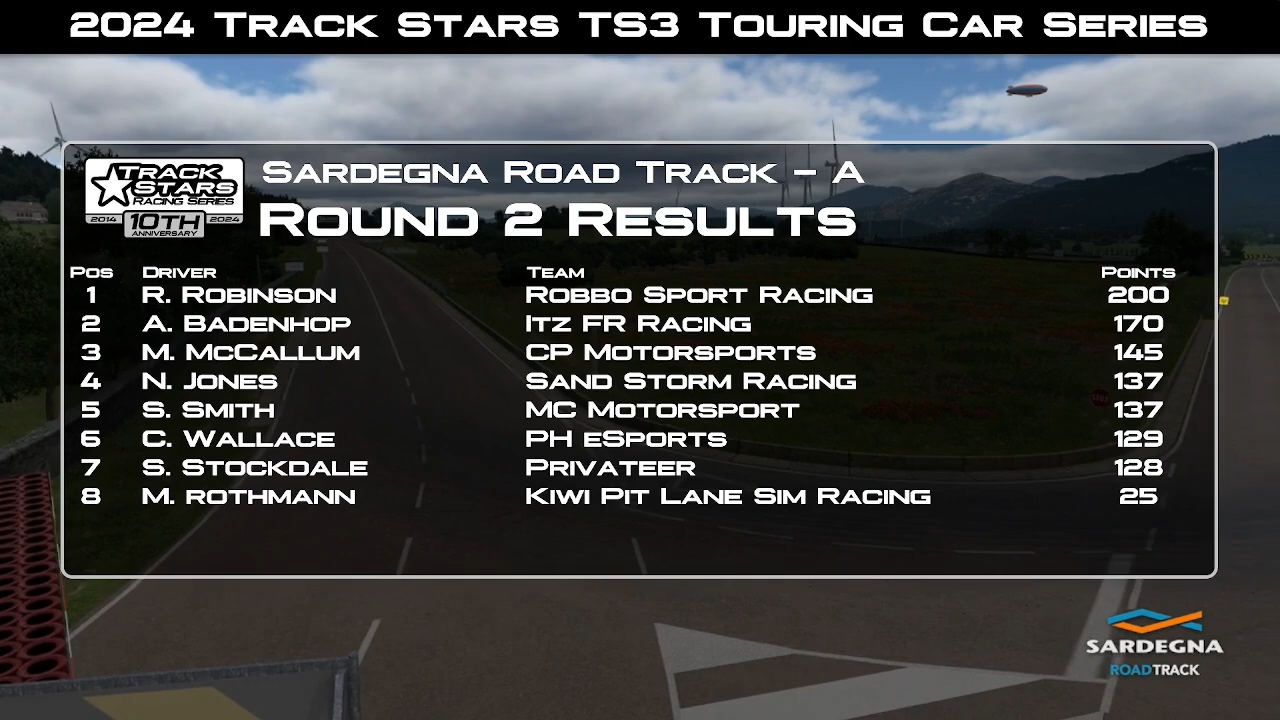 2024 Track Stars TS3 Touring Car Series
TRACK
STARS
RACING SERIES
2014 10TH 2024
ANNIVERSARY
Sardegna Road Track – A
Round 2 Results
Pos Driver Team Points
1 R. Robinson Robbo Sport Racing 200
2 A. Badenhop Itz FR Racing 170
3 M. McCallum CP Motorsports 145
4 N. Jones Sand Storm Racing 137
5 S. Smith MC Motorsport 137
6 C. Wallace PH eSports 129
7 S. Stockdale Privateer 128
8 M. rothmann Kiwi Pit Lane Sim Racing 25
SARDEGNA
ROADTRACK